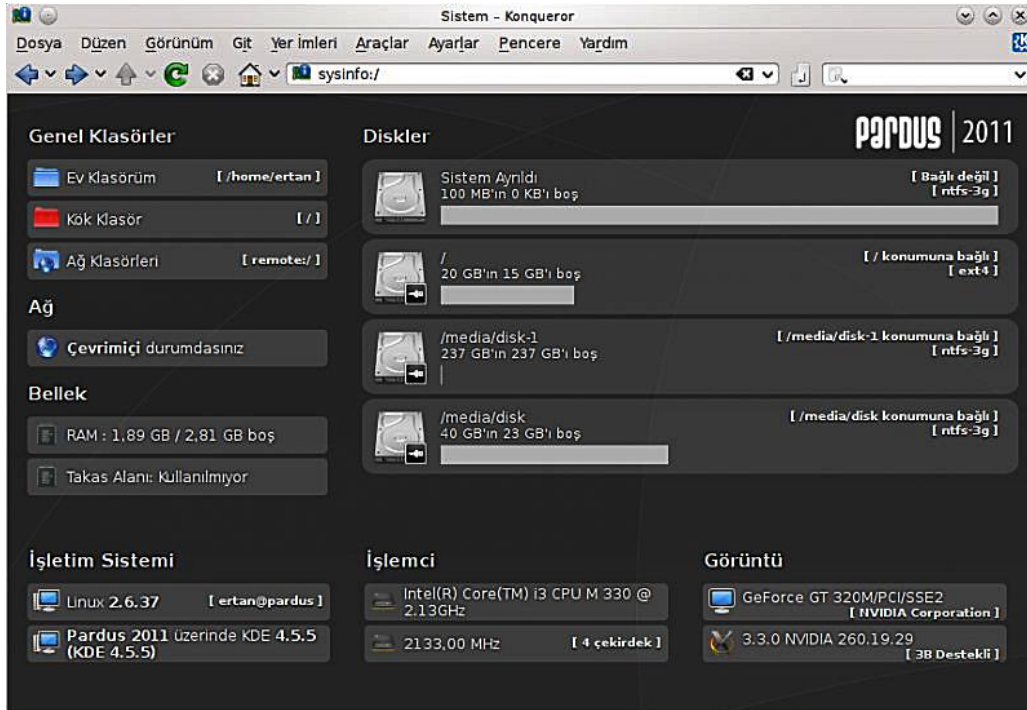 Sistem - Konqueror
Dosya Düzen Görünüm Git Yer İmleri Araçlar Ayarlar Pencere Yardım
sysinfo:/
PARDUS 2011
Genel Klasörler
Ev Klasörüm [ /home/ertan ]
Kök Klasör [ / ]
Ağ Klasörleri [ remote:/ ]
Ağ
Çevrimiçi durumdasınız
Bellek
RAM : 1,89 GB / 2,81 GB boş
Takas Alanı: Kullanılmıyor
Diskler
Sistem Ayrıldı [ Bağlı değil ]
100 MB'ın 0 KB'ı boş [ ntfs-3g ]
/ [ / konumuna bağlı ]
20 GB'ın 15 GB'ı boş [ ext4 ]
/media/disk-1 [ /media/disk-1 konumuna bağlı ]
237 GB'ın 237 GB'ı boş [ ntfs-3g ]
/media/disk [ /media/disk konumuna bağlı ]
40 GB'ın 23 GB'ı boş [ ntfs-3g ]
İşletim Sistemi
Linux 2.6.37 [ ertan@pardus ]
Pardus 2011 üzerinde KDE 4.5.5
(KDE 4.5.5)
İşlemci
Intel(R) Core(TM) i3 CPU M 330 @
2.13GHz
2133,00 MHz [ 4 çekirdek ]
Görüntü
GeForce GT 320M/PCI/SSE2
[ NVIDIA Corporation ]
3.3.0 NVIDIA 260.19.29
[ 3B Destekli ]